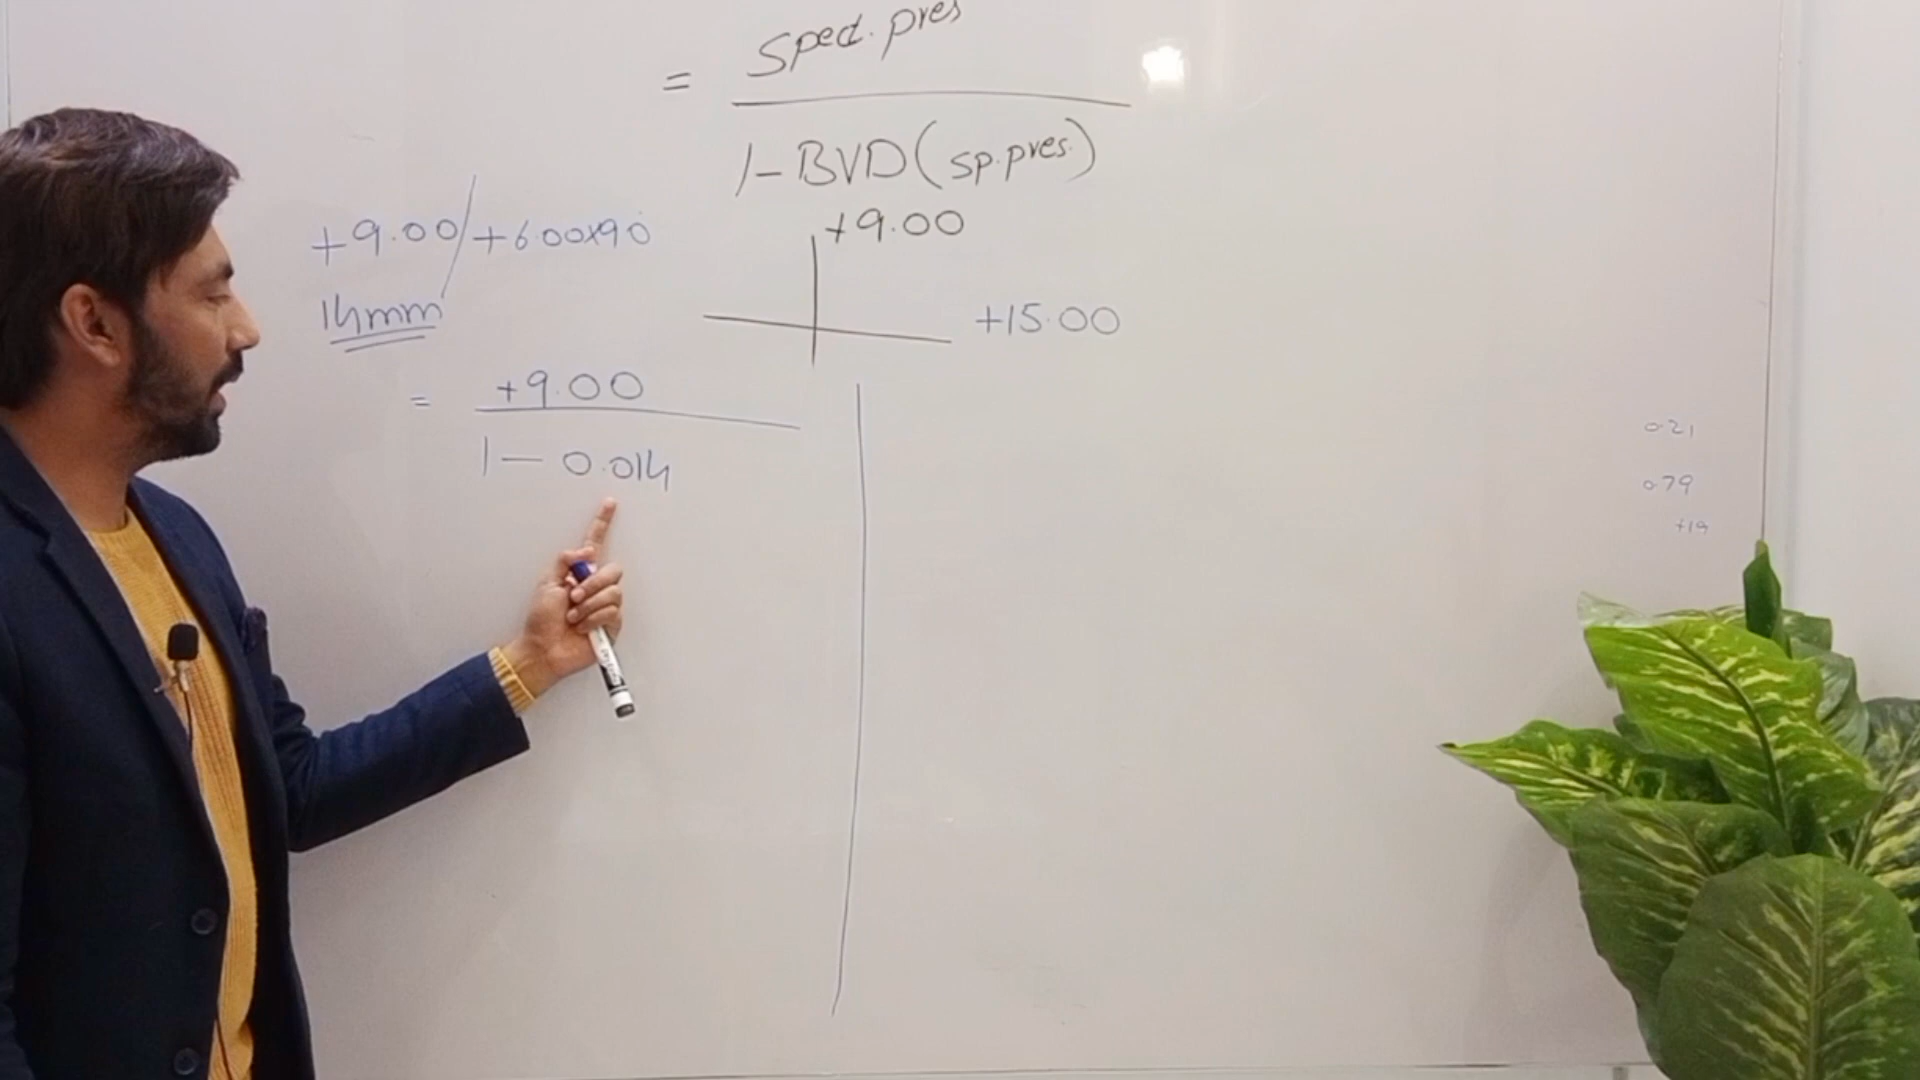 = Spect. pres
1-BVD(sp.pres.)
+9.00/+6.00x90
14mm
+9.00
+15.00
= +9.00
1- 0.014
0.21
0.79
+19